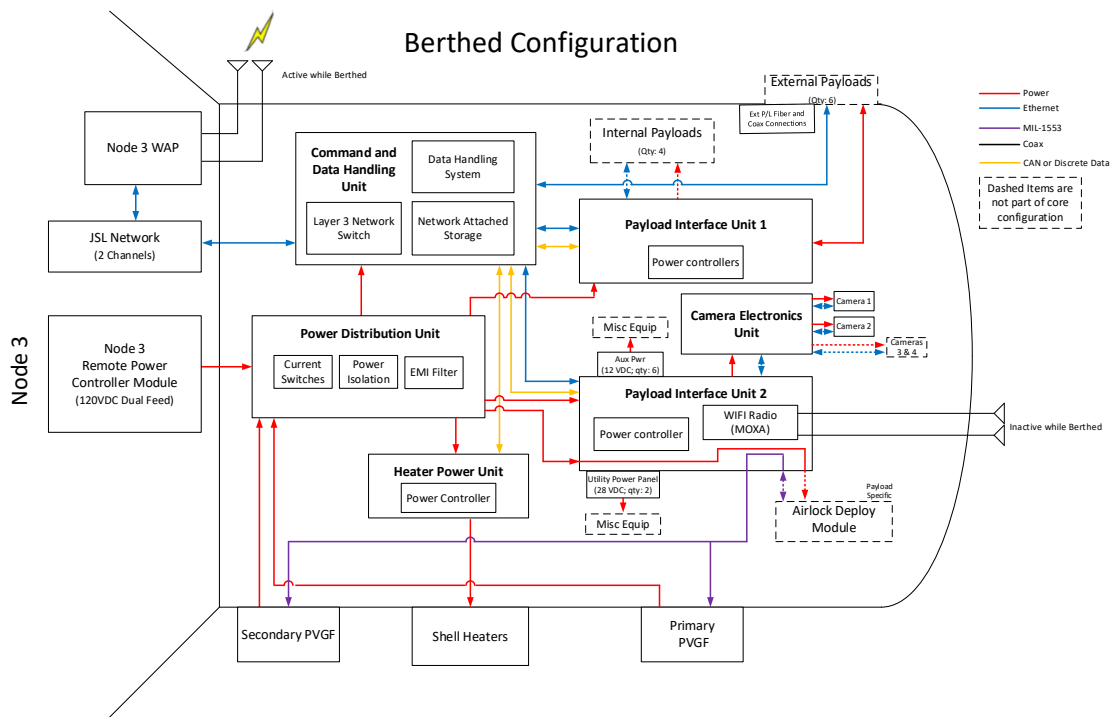 Berthed Configuration
Active while Berthed
External Payloads
(Qty: 6)
Ext P/L Fiber and
Coax Connections
Power
Ethernet
MIL-1553
Coax
CAN or Discrete Data
Dashed Items are
not part of core
configuration
Node 3 WAP
Command and
Data Handling
Unit
Data Handling
System
Layer 3 Network
Switch
Network Attached
Storage
Internal Payloads
(Qty: 4)
JSL Network
(2 Channels)
Payload Interface Unit 1
Power controllers
Node 3
Node 3
Remote Power
Controller Module
(120VDC Dual Feed)
Power Distribution Unit
Current
Switches
Power
Isolation
EMI Filter
Misc Equip
Camera Electronics
Unit
Camera 1
Camera 2
Cameras
3 & 4
Aux Pwr
(12 VDC; qty: 6)
Payload Interface Unit 2
Power controller
WIFI Radio
(MOXA)
Inactive while Berthed
Heater Power Unit
Power Controller
Utility Power Panel
(28 VDC; qty: 2)
Misc Equip
Payload
Specific
Airlock Deploy
Module
Secondary PVGF
Shell Heaters
Primary
PVGF